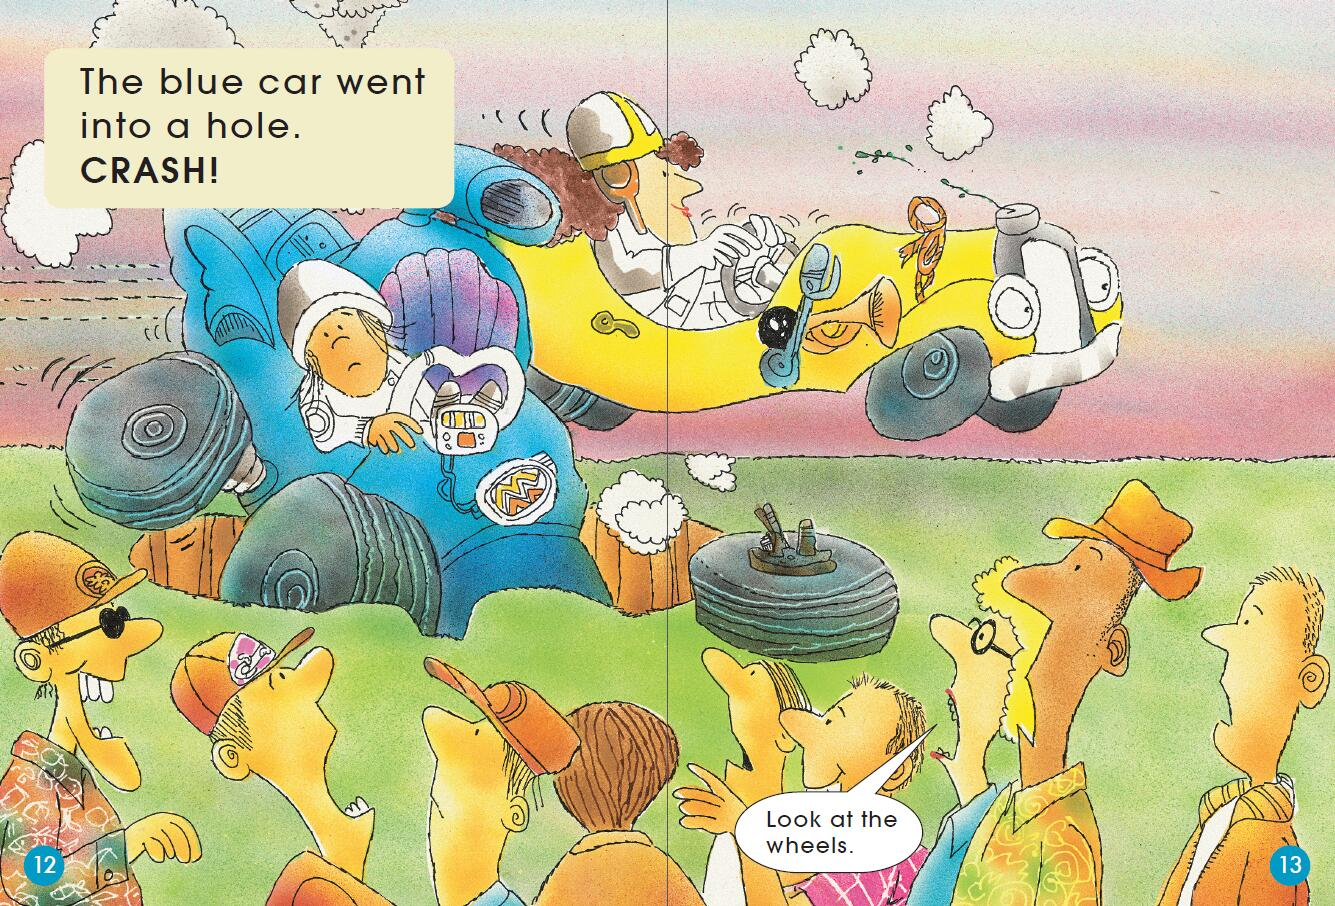 The blue car went
into a hole.
CRASH!
Look at the
wheels.
12
13